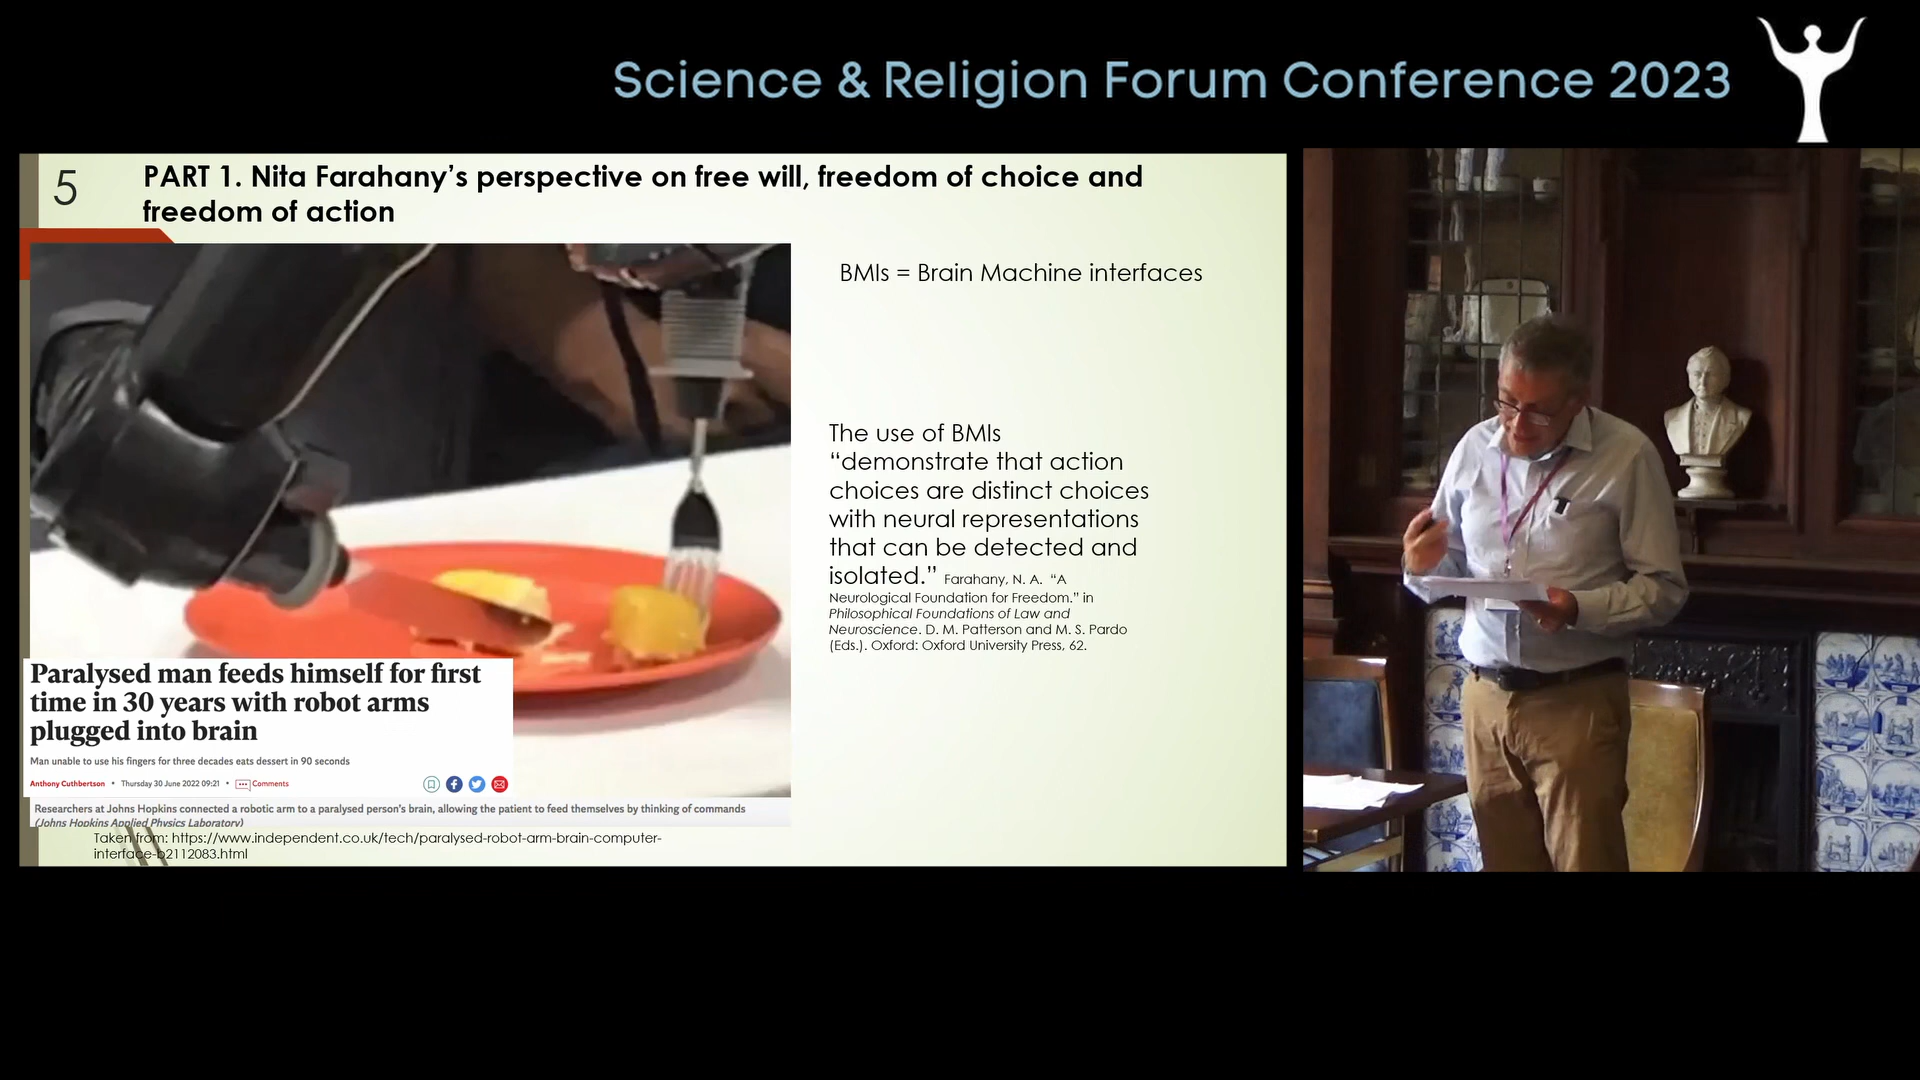 Science & Religion Forum Conference 2023
5
PART 1. Nita Farahany’s perspective on free will, freedom of choice and
freedom of action
BMIs = Brain Machine interfaces
The use of BMIs
“demonstrate that action
choices are distinct choices
with neural representations
that can be detected and
isolated.” Farahany, N. A. “A
Neurological Foundation for Freedom.” in
Philosophical Foundations of Law and
Neuroscience. D. M. Patterson and M. S. Pardo
(Eds.). Oxford: Oxford University Press, 62.
Paralysed man feeds himself for first
time in 30 years with robot arms
plugged into brain
Man unable to use his fingers for three decades eats dessert in 90 seconds
Anthony Cuthbertson • Thursday 30 June 2022 09:21 • Comments
Researchers at Johns Hopkins connected a robotic arm to a paralysed person's brain, allowing the patient to feed themselves by thinking of commands
(Johns Hopkins Applied Physics Laboratory)
Taken from: https://www.independent.co.uk/tech/paralysed-robot-arm-brain-computer-
interface-b2112083.html